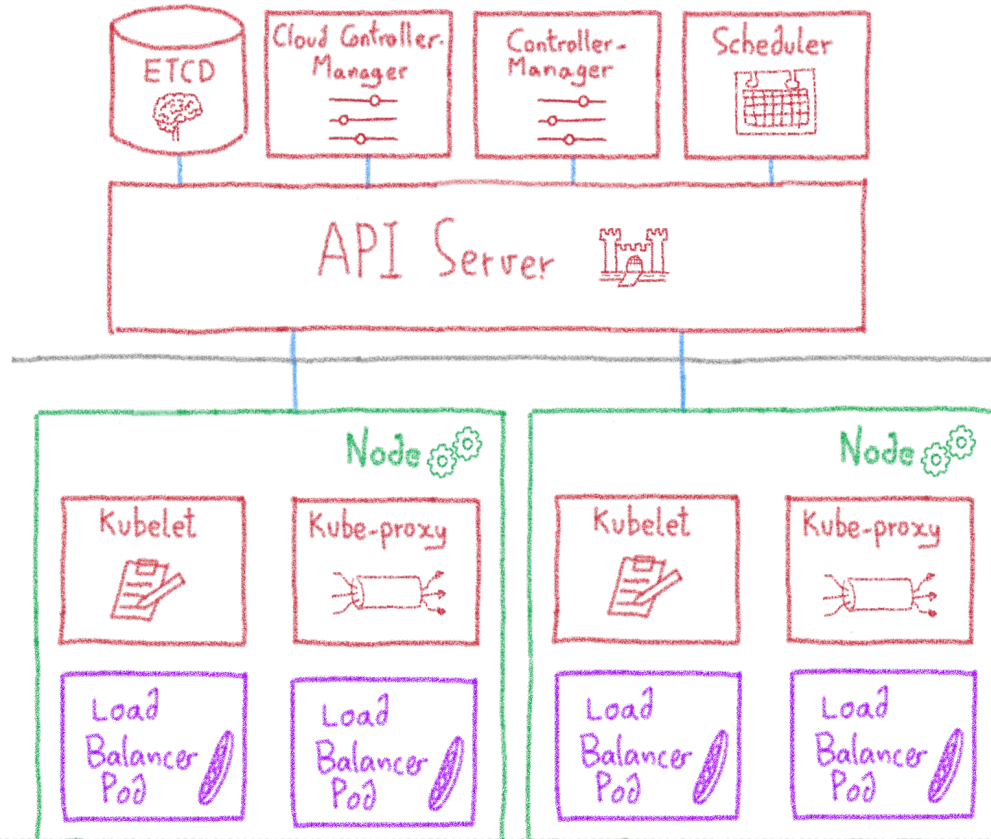 ETCD
Cloud Controller-
Manager
Controller-
Manager
Scheduler
API Server
Node
Kubelet
Kube-proxy
Load
Balancer
Pod
Load
Balancer
Pod
Node
Kubelet
Kube-proxy
Load
Balancer
Pod
Load
Balancer
Pod